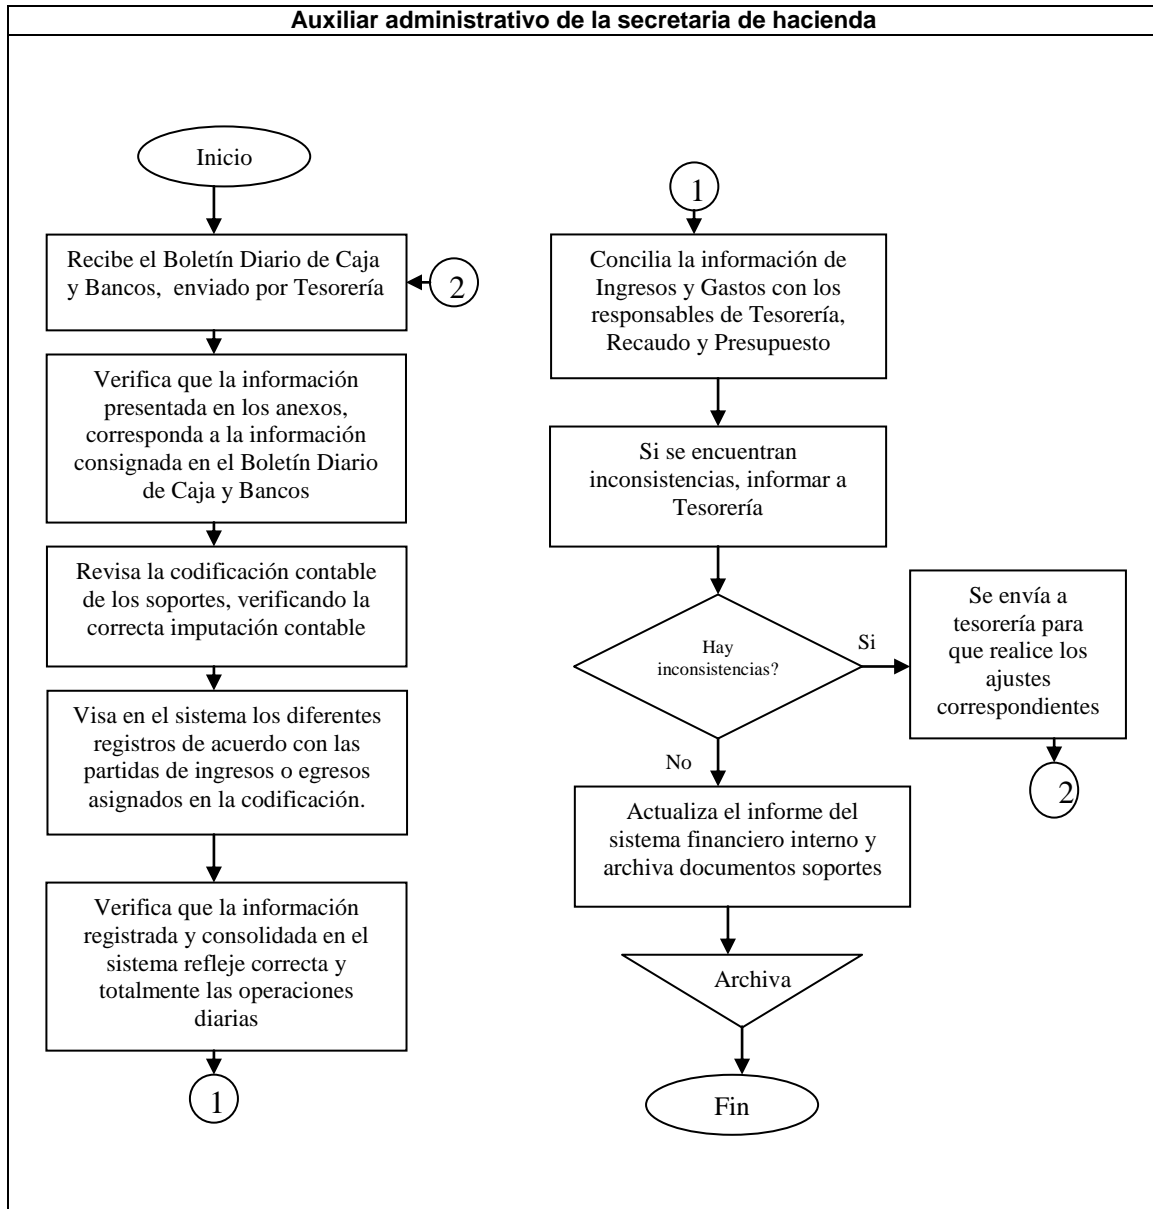 Auxiliar administrativo de la secretaria de hacienda
Inicio
Recibe el Boletín Diario de Caja
y Bancos, enviado por Tesorería
2
Verifica que la información
presentada en los anexos,
corresponda a la información
consignada en el Boletín Diario
de Caja y Bancos
Revisa la codificación contable
de los soportes, verificando la
correcta imputación contable
Visa en el sistema los diferentes
registros de acuerdo con las
partidas de ingresos o egresos
asignados en la codificación.
Verifica que la información
registrada y consolidada en el
sistema refleje correcta y
totalmente las operaciones
diarias
1
1
Concilia la información de
Ingresos y Gastos con los
responsables de Tesorería,
Recaudo y Presupuesto
Si se encuentran
inconsistencias, informar a
Tesorería
Hay
inconsistencias?
Si
Se envía a
tesorería para
que realice los
ajustes
correspondientes
2
No
Actualiza el informe del
sistema financiero interno y
archiva documentos soportes
Archiva
Fin